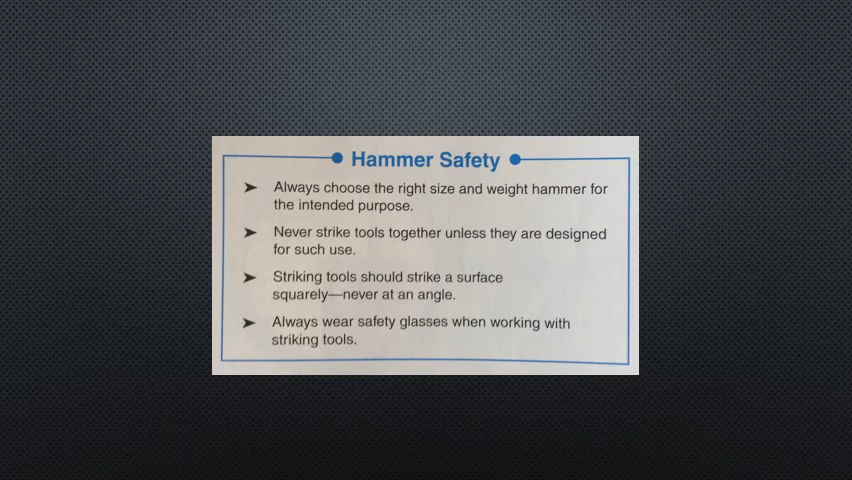 Hammer Safety
Always choose the right size and weight hammer for
the intended purpose.
Never strike tools together unless they are designed
for such use.
Striking tools should strike a surface
squarely—never at an angle.
Always wear safety glasses when working with
striking tools.